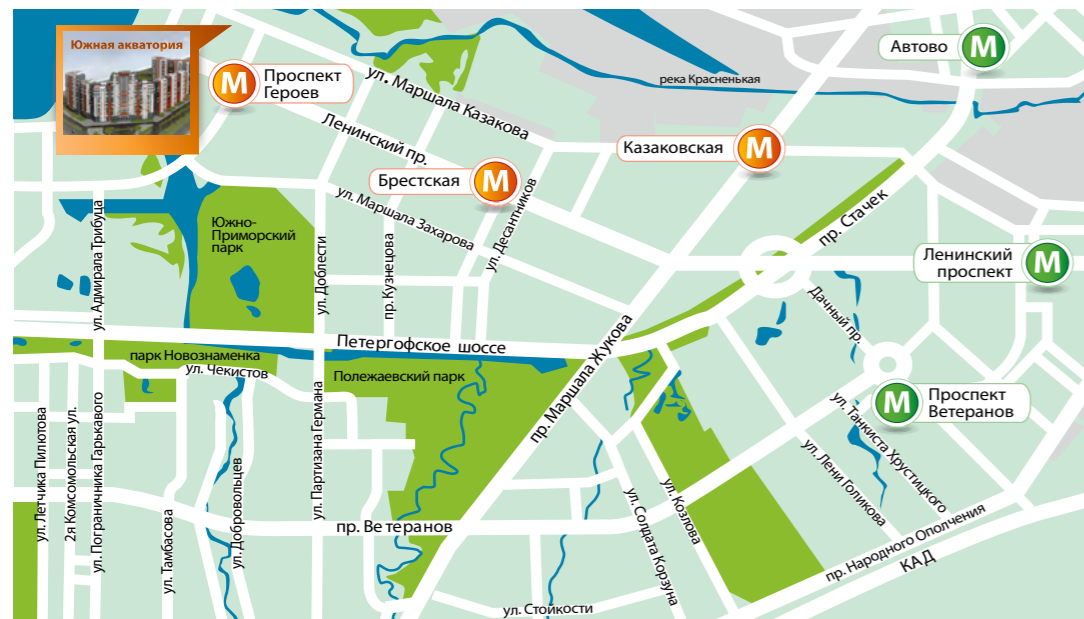 Южная акватория
М
Проспект
Героев
ул. Маршала Казакова
Ленинский пр.
Автово
М
река Красненькая
Казаковская
М
Брестская
М
ул. Маршала Захарова
ул. Десантников
пр. Стачек
Южно-
Приморский
парк
ул. Адмирала Трибуца
ул. Доблести
пр. Кузнецова
Ленинский
проспект
М
Дачный пр.
Петергофское шоссе
пр. Маршала Жукова
парк Новознаменка
ул. Чекистов
Полежаевский парк
М
Проспект
Ветеранов
ул. Танкиста Хрустицкого
ул. Лени Голикова
ул. Летчика Пилютова
2я Комсомольская ул.
ул. Пограничника Гарькавого
ул. Тамбасова
ул. Добровольцев
ул. Партизана Германа
пр. Ветеранов
ул. Солдата Корзуна
ул. Козлова
пр. Народного Ополчения
КАД
ул. Стойкости